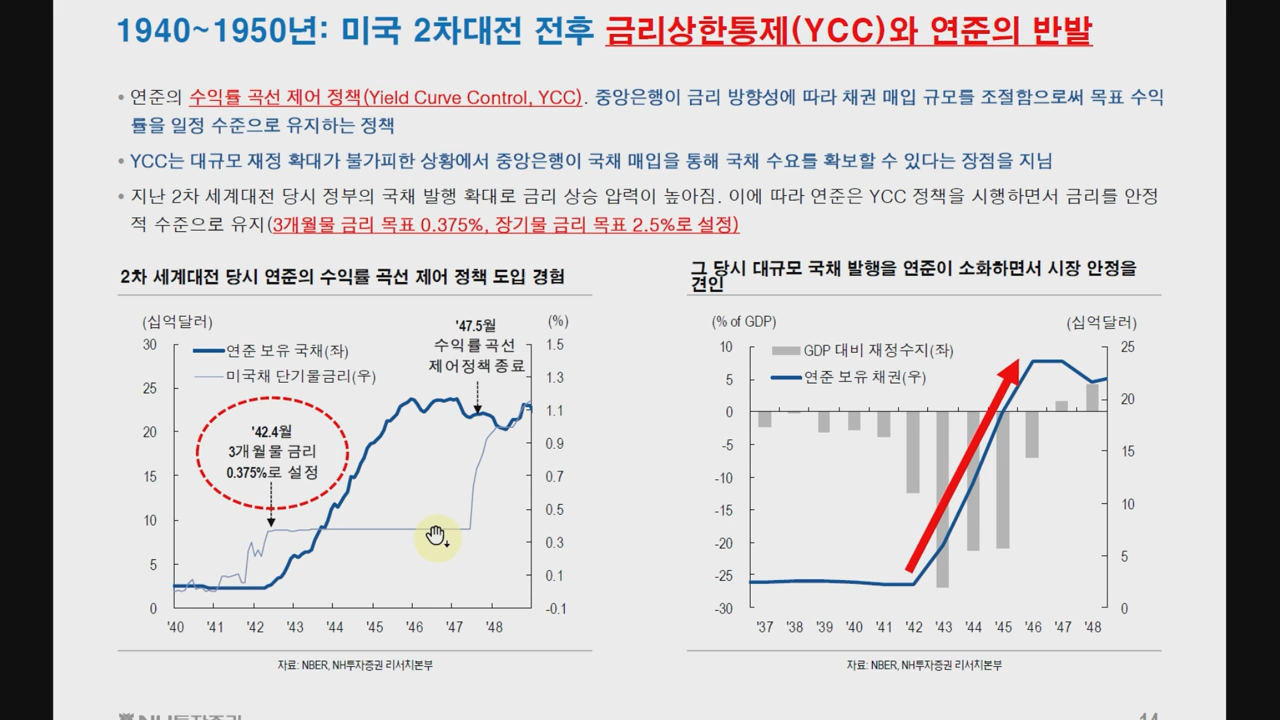 1940~1950년: 미국 2차대전 전후 금리상한통제(YCC)와 연준의 반발
• 연준의 수익률 곡선 제어 정책(Yield Curve Control, YCC). 중앙은행이 금리 방향성에 따라 채권 매입 규모를 조절함으로써 목표 수익
률을 일정 수준으로 유지하는 정책
• YCC는 대규모 재정 확대가 불가피한 상황에서 중앙은행이 국채 매입을 통해 국채 수요를 확보할 수 있다는 장점을 지님
• 지난 2차 세계대전 당시 정부의 국채 발행 확대로 금리 상승 압력이 높아짐. 이에 따라 연준은 YCC 정책을 시행하면서 금리를 안정
적 수준으로 유지(3개월물 금리 목표 0.375%, 장기물 금리 목표 2.5%로 설정)
2차 세계대전 당시 연준의 수익률 곡선 제어 정책 도입 경험
(십억달러)
(%)
연준 보유 국채(좌)
미국채 단기물금리(우)
'47.5월
수익률곡선
제어정책종료
'42.4월
3개월물 금리
0.375%로 설정
30
25
20
15
10
5
0
1.5
1.3
1.1
0.9
0.7
0.5
0.3
0.1
-0.1
'40 '41 '42 '43 '44 '45 '46 '47 '48
자료: NBER, NH투자증권 리서치본부
그 당시 대규모 국채 발행을 연준이 소화하면서 시장 안정을
견인
(% of GDP)
(십억달러)
GDP 대비 재정수지(좌)
연준 보유 채권(우)
10
5
0
-5
-10
-15
-20
-25
-30
25
20
15
10
5
0
'37 '38 '39 '40 '41 '42 '43 '44 '45 '46 '47 '48
자료: NBER, NH투자증권 리서치본부
NH투자증권
14